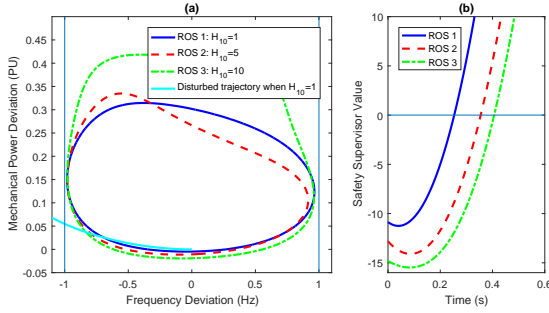 (a)
ROS 1: H10=1
ROS 2: H10=5
ROS 3: H10=10
Disturbed trajectory when H10=1
Mechanical Power Deviation (PU)
0.45
0.4
0.35
0.3
0.25
0.2
0.15
0.1
0.05
0
-0.05
-1
-0.5
0
0.5
1
Frequency Deviation (Hz)
(b)
ROS 1
ROS 2
ROS 3
Safety Supervisor Value
10
5
0
-5
-10
-15
0
0.2
0.4
0.6
Time (s)